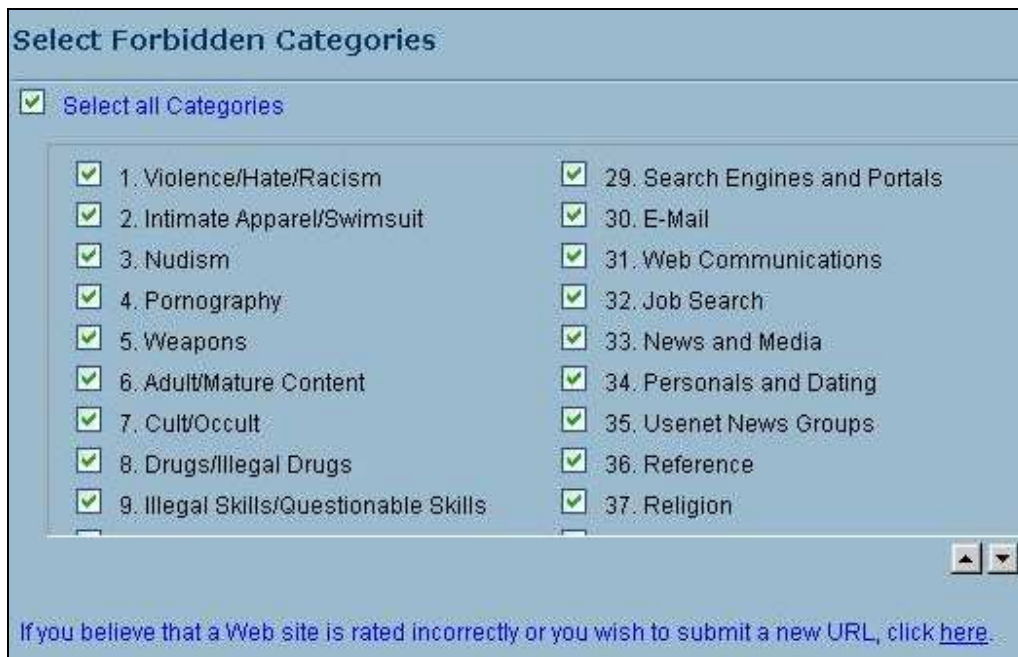 Select Forbidden Categories
Select all Categories
1. Violence/Hate/Racism
2. Intimate Apparel/Swimsuit
3. Nudism
4. Pornography
5. Weapons
6. Adult/Mature Content
7. Cult/Occult
8. Drugs/Illegal Drugs
9. Illegal Skills/Questionable Skills
29. Search Engines and Portals
30. E-Mail
31. Web Communications
32. Job Search
33. News and Media
34. Personals and Dating
35. Usenet News Groups
36. Reference
37. Religion
If you believe that a Web site is rated incorrectly or you wish to submit a new URL, click here.